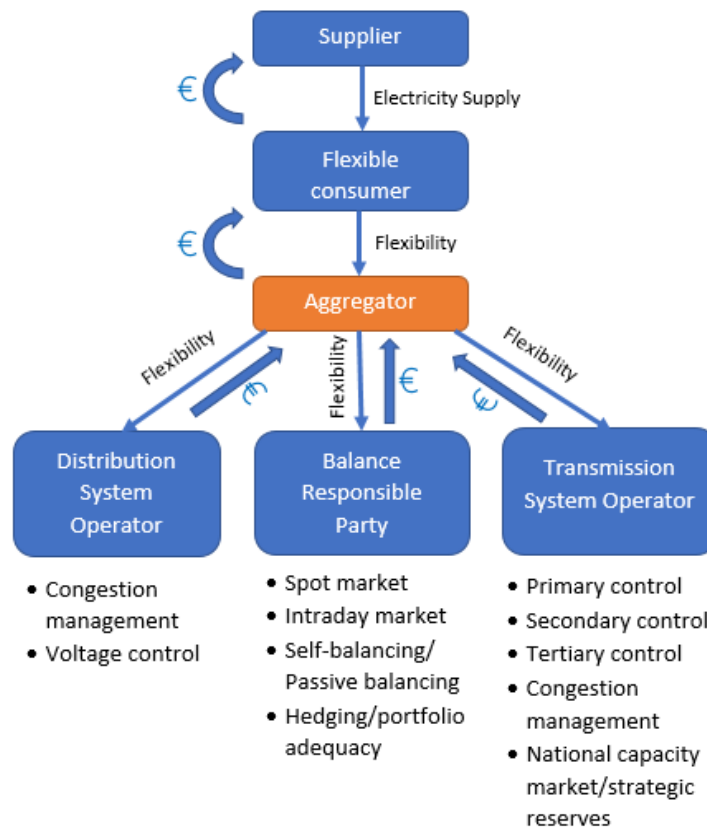 Supplier
€
Electricity Supply
Flexible
consumer
€
Flexibility
Aggregator
Flexibility
€
Flexibility
€
Flexibility
€
Distribution
System
Operator
Balance
Responsible
Party
Transmission
System Operator
• Congestion
management
• Voltage control
• Spot market
• Intraday market
• Self-balancing/
Passive balancing
• Hedging/portfolio
adequacy
• Primary control
• Secondary control
• Tertiary control
• Congestion
management
• National capacity
market/strategic
reserves